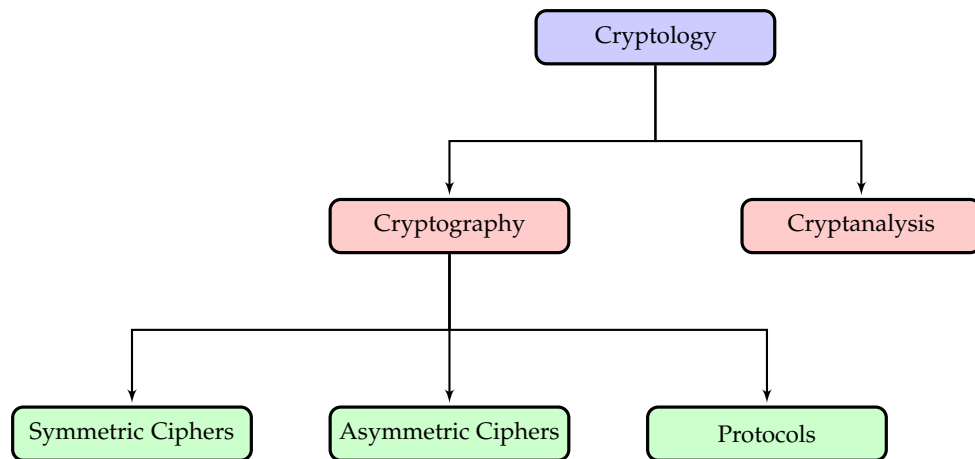 Cryptology
Cryptography
Cryptanalysis
Symmetric Ciphers
Asymmetric Ciphers
Protocols